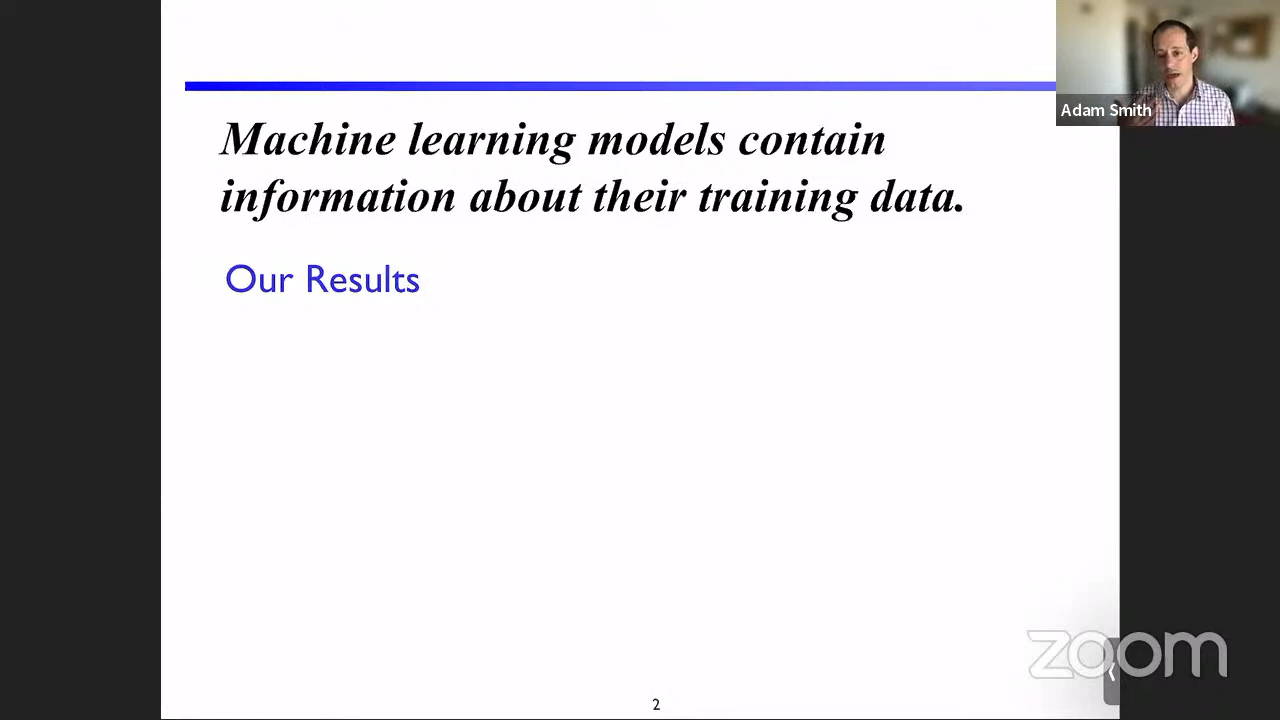 Adam Smith
Machine learning models contain
information about their training data.
Our Results
zoom
2